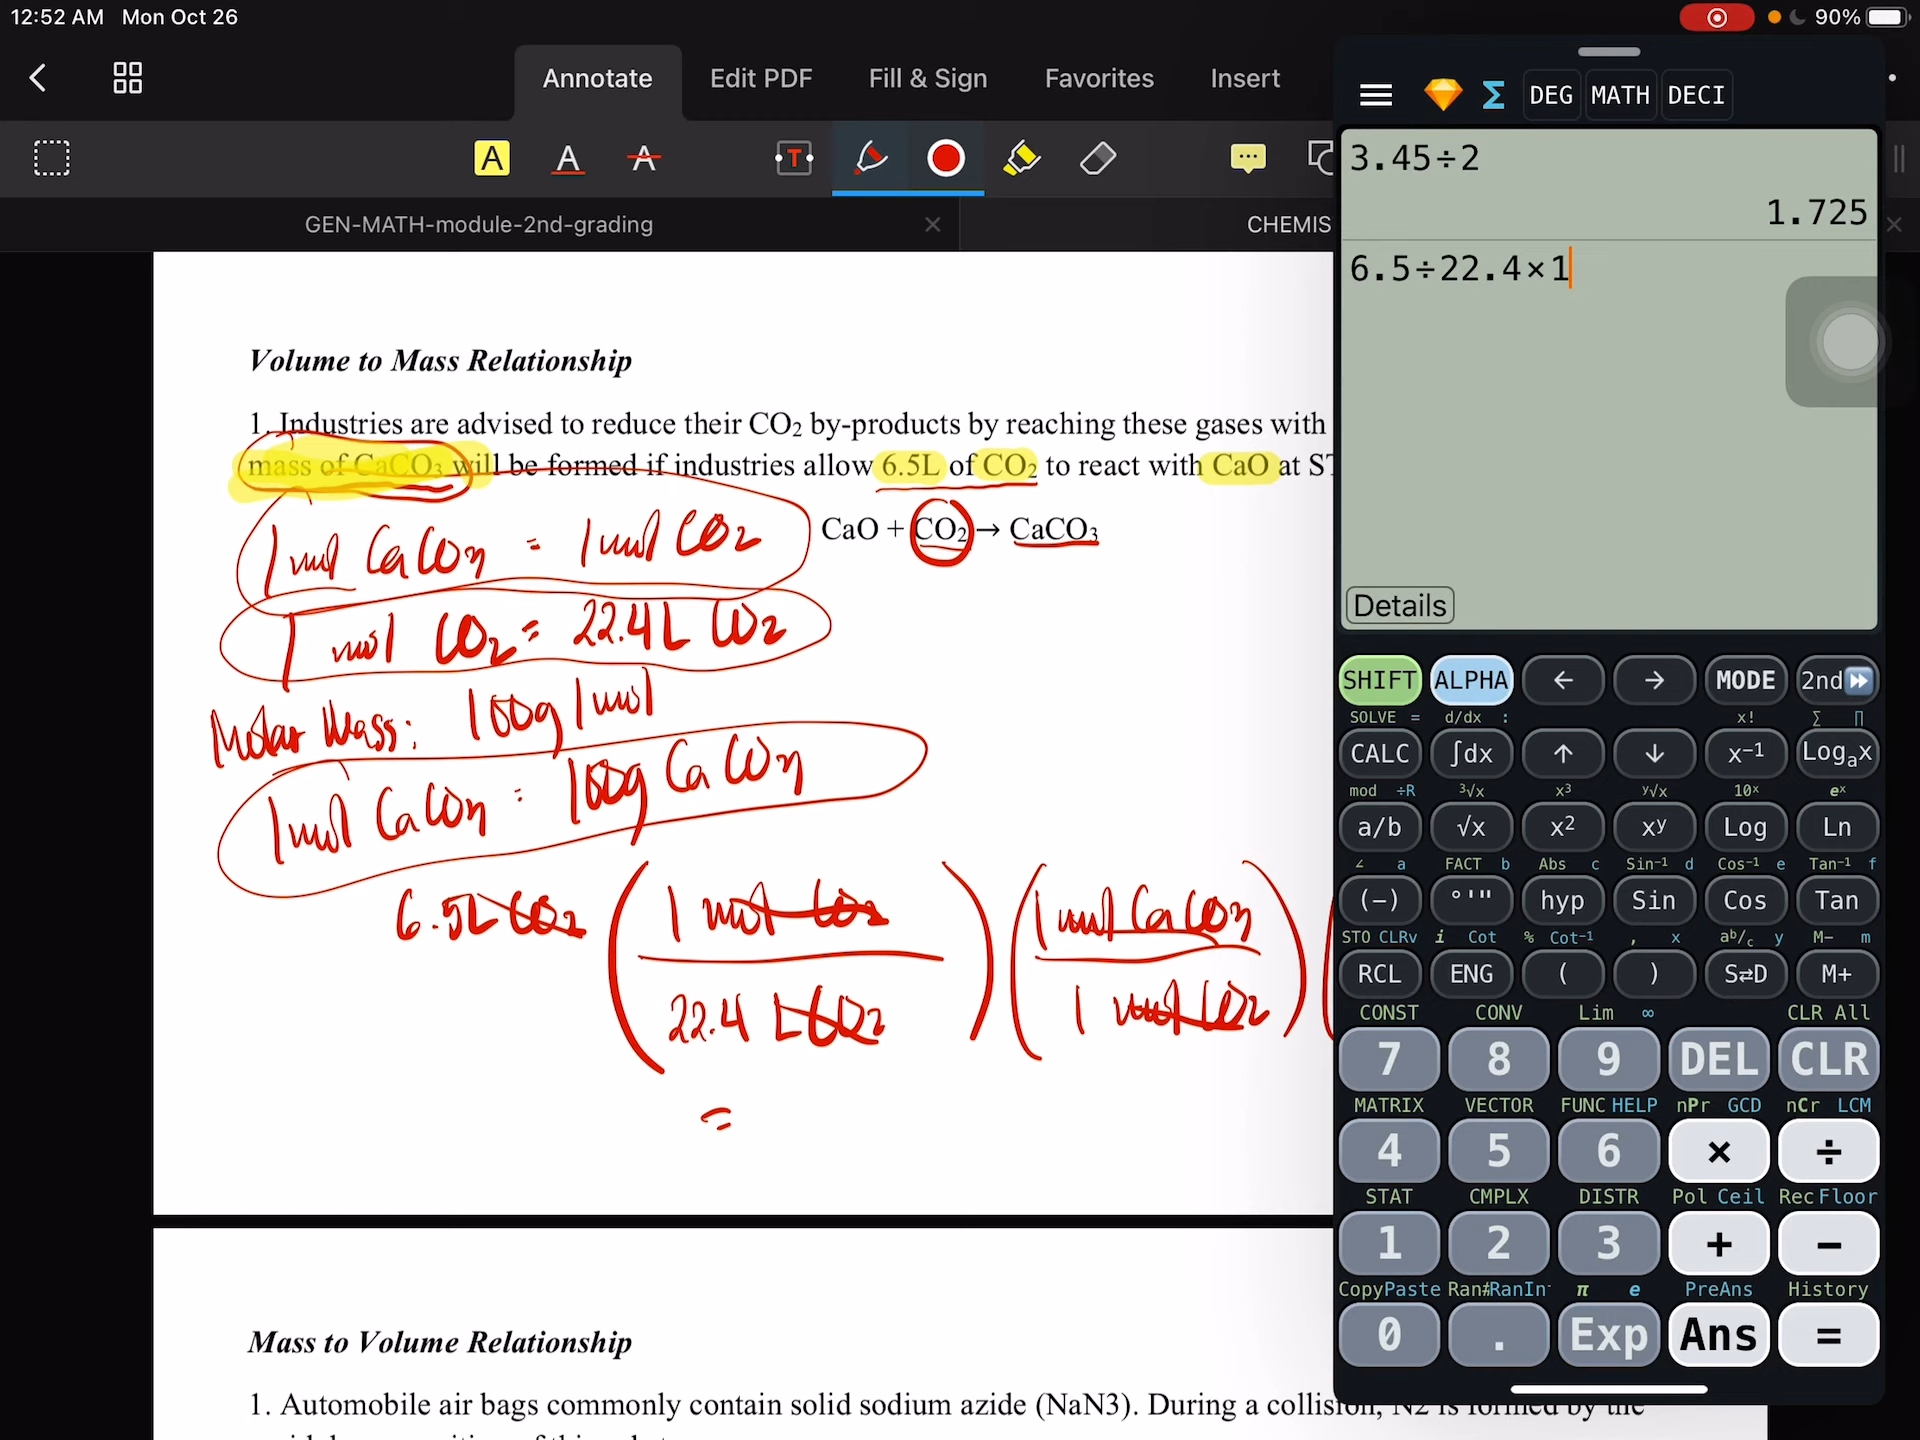 12:52 AM Mon Oct 26
90%
Annotate Edit PDF Fill & Sign Favorites Insert
A A A T
GEN-MATH-module-2nd-grading
CHEMIS
Volume to Mass Relationship
1. Industries are advised to reduce their CO₂ by-products by reaching these gases with
mass of CaCO₃ will be formed if industries allow 6.5L of CO₂ to react with CaO at ST
CaO + CO₂ → CaCO₃
1 mol CaCO₃ = 1 mol CO₂
1 mol CO₂ = 22.4 L CO₂
Molar Mass: 100g 1 mol
1 mol CaCO₃ = 100g CaCO₃
6.5L CO₂ (1 mol CO₂ / 22.4 L CO₂) (1 mol CaCO₃ / 1 mol CO₂) (
=
Mass to Volume Relationship
1. Automobile air bags commonly contain solid sodium azide (NaN3). During a collision, N2 is formed by the
DEG MATH DECI
3.45÷2
1.725
6.5÷22.4×1
Details
SHIFT ALPHA ← → MODE 2nd
SOLVE = d/dx : x! ∑ ∏
CALC ∫dx ↑ ↓ x⁻¹ Logₐx
mod ÷R ³√x x³ ʸ√x 10ˣ eˣ
a/b √x x² xʸ Log Ln
∠ a FACT b Abs c Sin⁻¹ d Cos⁻¹ e Tan⁻¹ f
(−) °'" hyp Sin Cos Tan
STO CLRv i Cot % Cot⁻¹ , x aᵇ/c y M− m
RCL ENG ( ) S⇄D M+
CONST CONV Lim ∞ CLR All
7 8 9 DEL CLR
MATRIX VECTOR FUNC HELP nPr GCD nCr LCM
4 5 6 × ÷
STAT CMPLX DISTR Pol Ceil Rec Floor
1 2 3 + −
Copy Paste Ran# RanIn π e PreAns History
0 . Exp Ans =